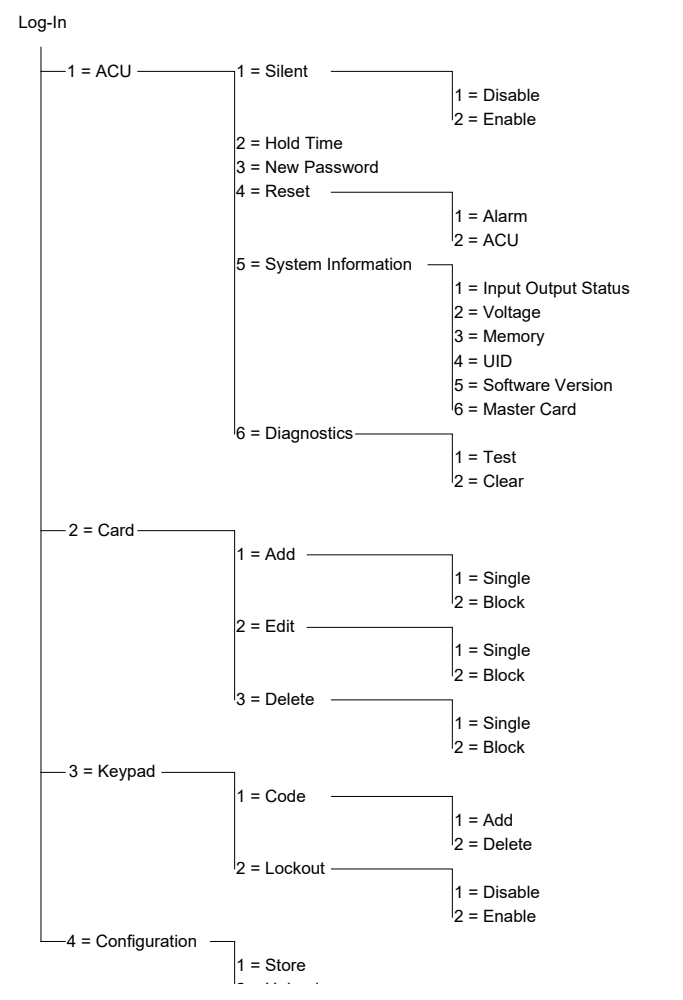 Log-In
1 = ACU
1 = Silent
1 = Disable
2 = Enable
2 = Hold Time
3 = New Password
4 = Reset
1 = Alarm
2 = ACU
5 = System Information
1 = Input Output Status
2 = Voltage
3 = Memory
4 = UID
5 = Software Version
6 = Master Card
6 = Diagnostics
1 = Test
2 = Clear
2 = Card
1 = Add
1 = Single
2 = Block
2 = Edit
1 = Single
2 = Block
3 = Delete
1 = Single
2 = Block
3 = Keypad
1 = Code
1 = Add
2 = Delete
2 = Lockout
1 = Disable
2 = Enable
4 = Configuration
1 = Store